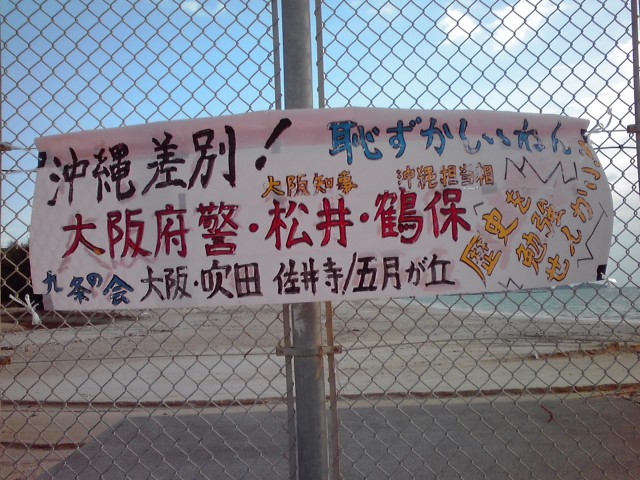 沖縄差別! 恥ずかしいねん
大阪知事 沖縄担当相
大阪府警・松井・鶴保
歴史を
勉強
せんかい
九条の会 大阪・吹田 佐井寺/五月が丘